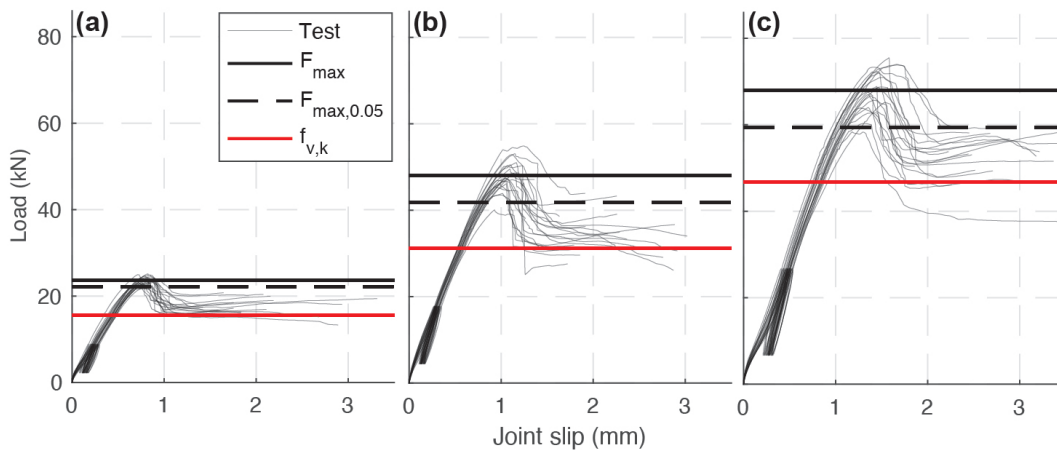 (a)
(b)
(c)
Test
F_max
F_max,0.05
f_v,k
Load (kN)
80
60
40
20
0
0 1 2 3
0 1 2 3
0 1 2 3
Joint slip (mm)